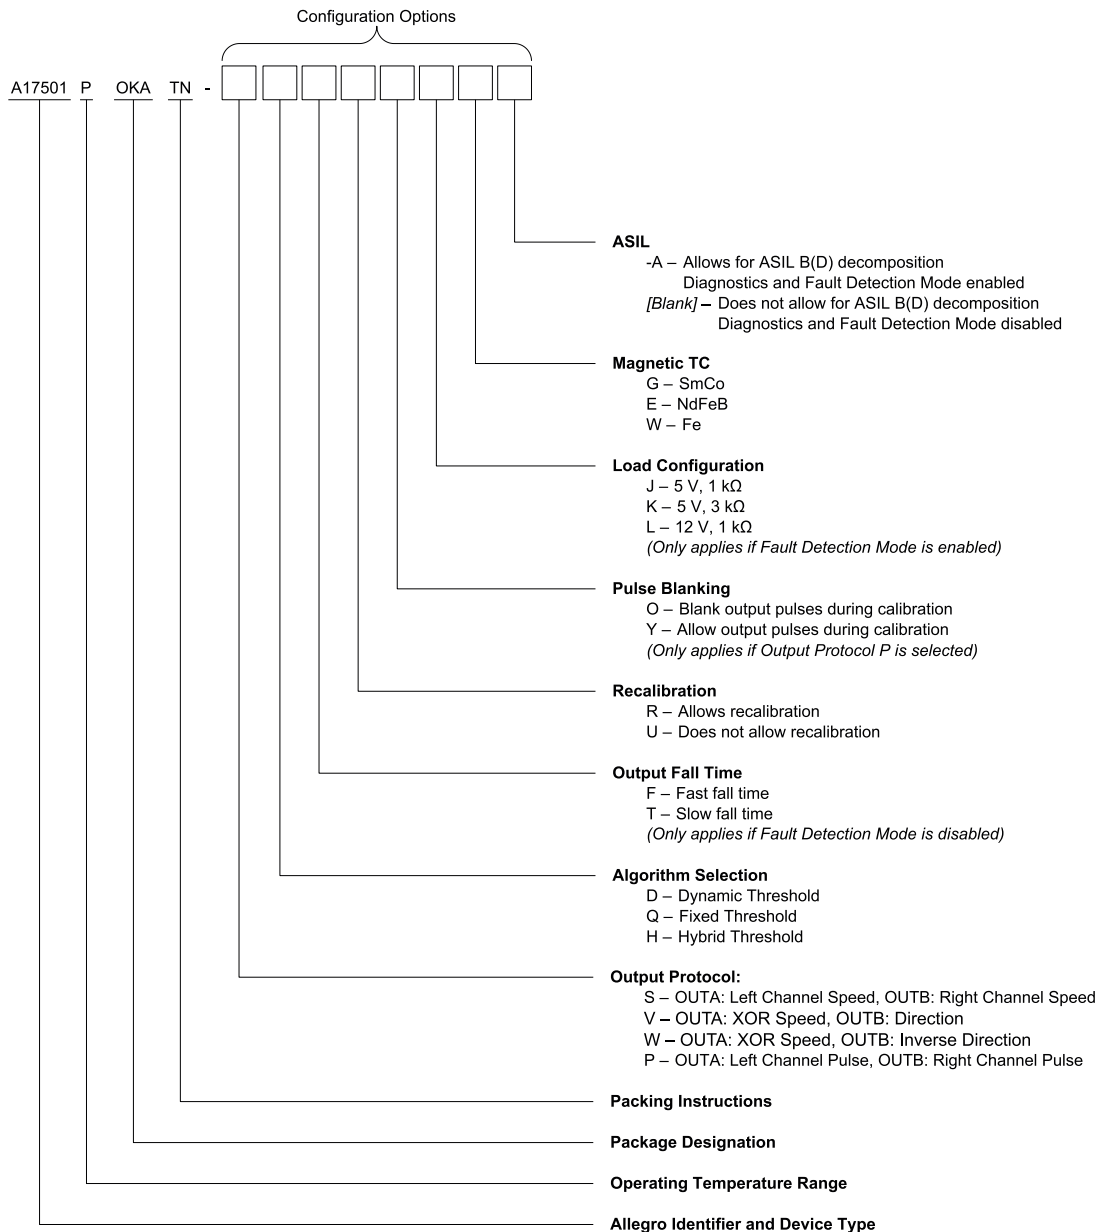 Configuration Options
A17501 P OKA TN -
ASIL
-A – Allows for ASIL B(D) decomposition
Diagnostics and Fault Detection Mode enabled
[Blank] – Does not allow for ASIL B(D) decomposition
Diagnostics and Fault Detection Mode disabled
Magnetic TC
G – SmCo
E – NdFeB
W – Fe
Load Configuration
J – 5 V, 1 kΩ
K – 5 V, 3 kΩ
L – 12 V, 1 kΩ
(Only applies if Fault Detection Mode is enabled)
Pulse Blanking
O – Blank output pulses during calibration
Y – Allow output pulses during calibration
(Only applies if Output Protocol P is selected)
Recalibration
R – Allows recalibration
U – Does not allow recalibration
Output Fall Time
F – Fast fall time
T – Slow fall time
(Only applies if Fault Detection Mode is disabled)
Algorithm Selection
D – Dynamic Threshold
Q – Fixed Threshold
H – Hybrid Threshold
Output Protocol:
S – OUTA: Left Channel Speed, OUTB: Right Channel Speed
V – OUTA: XOR Speed, OUTB: Direction
W – OUTA: XOR Speed, OUTB: Inverse Direction
P – OUTA: Left Channel Pulse, OUTB: Right Channel Pulse
Packing Instructions
Package Designation
Operating Temperature Range
Allegro Identifier and Device Type